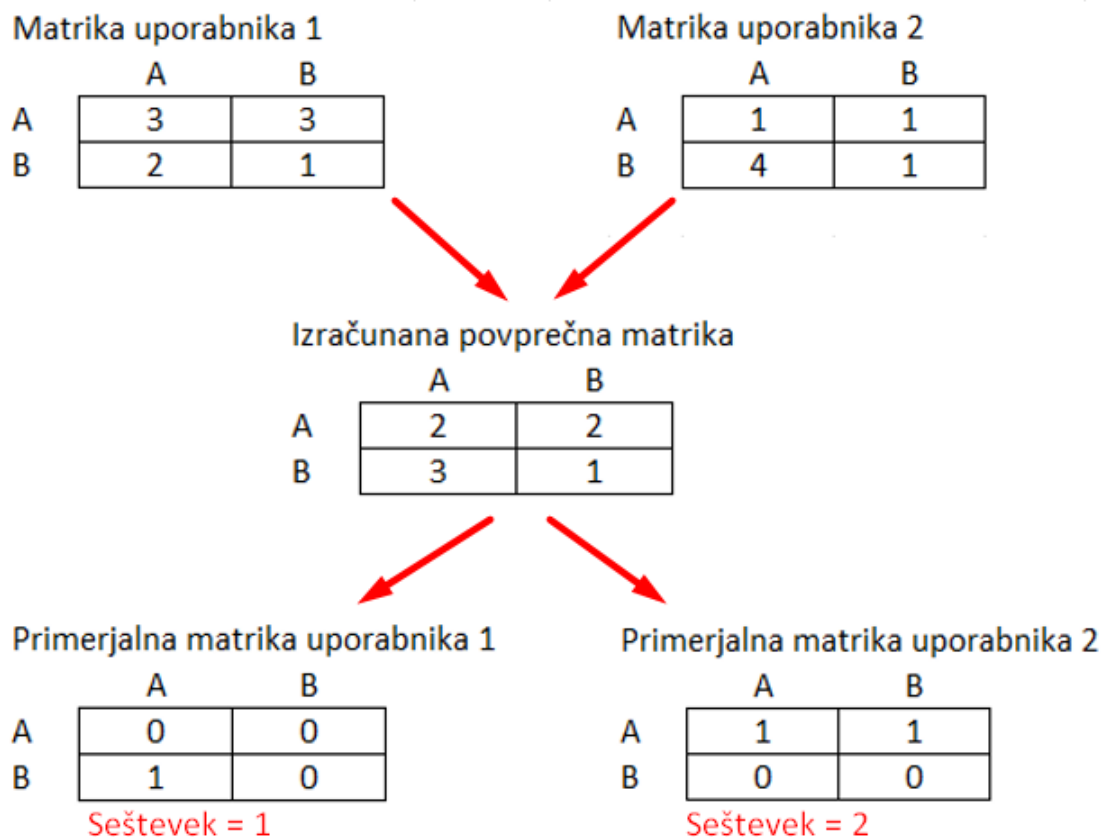 Matrika uporabnika 1
A B
A 3 3
B 2 1
Matrika uporabnika 2
A B
A 1 1
B 4 1
Izračunana povprečna matrika
A B
A 2 2
B 3 1
Primerjalna matrika uporabnika 1
A B
A 0 0
B 1 0
Seštevek = 1
Primerjalna matrika uporabnika 2
A B
A 1 1
B 0 0
Seštevek = 2